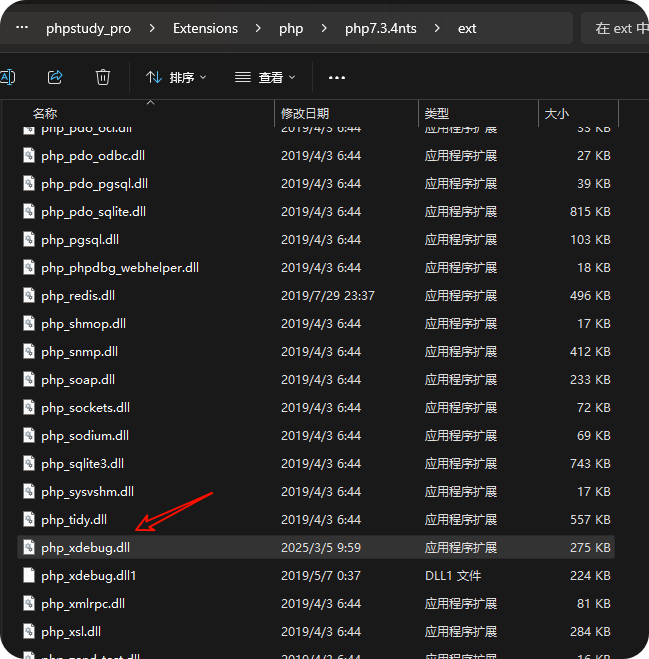 ··· phpstudy_pro > Extensions > php > php7.3.4nts > ext 在 ext 中
排序 查看 ···
名称 修改日期 类型 大小
php_pdo_oci.dll 2019/4/3 6:44 应用程序扩展 33 KB
php_pdo_odbc.dll 2019/4/3 6:44 应用程序扩展 27 KB
php_pdo_pgsql.dll 2019/4/3 6:44 应用程序扩展 39 KB
php_pdo_sqlite.dll 2019/4/3 6:44 应用程序扩展 815 KB
php_pgsql.dll 2019/4/3 6:44 应用程序扩展 103 KB
php_phpdbg_webhelper.dll 2019/4/3 6:44 应用程序扩展 18 KB
php_redis.dll 2019/7/29 23:37 应用程序扩展 496 KB
php_shmop.dll 2019/4/3 6:44 应用程序扩展 17 KB
php_snmp.dll 2019/4/3 6:44 应用程序扩展 412 KB
php_soap.dll 2019/4/3 6:44 应用程序扩展 233 KB
php_sockets.dll 2019/4/3 6:44 应用程序扩展 72 KB
php_sodium.dll 2019/4/3 6:44 应用程序扩展 69 KB
php_sqlite3.dll 2019/4/3 6:44 应用程序扩展 743 KB
php_sysvshm.dll 2019/4/3 6:44 应用程序扩展 17 KB
php_tidy.dll 2019/4/3 6:44 应用程序扩展 557 KB
php_xdebug.dll 2025/3/5 9:59 应用程序扩展 275 KB
php_xdebug.dll1 2019/5/7 0:37 DLL1 文件 224 KB
php_xmlrpc.dll 2019/4/3 6:44 应用程序扩展 81 KB
php_xsl.dll 2019/4/3 6:44 应用程序扩展 284 KB
php_zend_test.dll 2019/4/3 6:44 应用程序扩展 16 KB